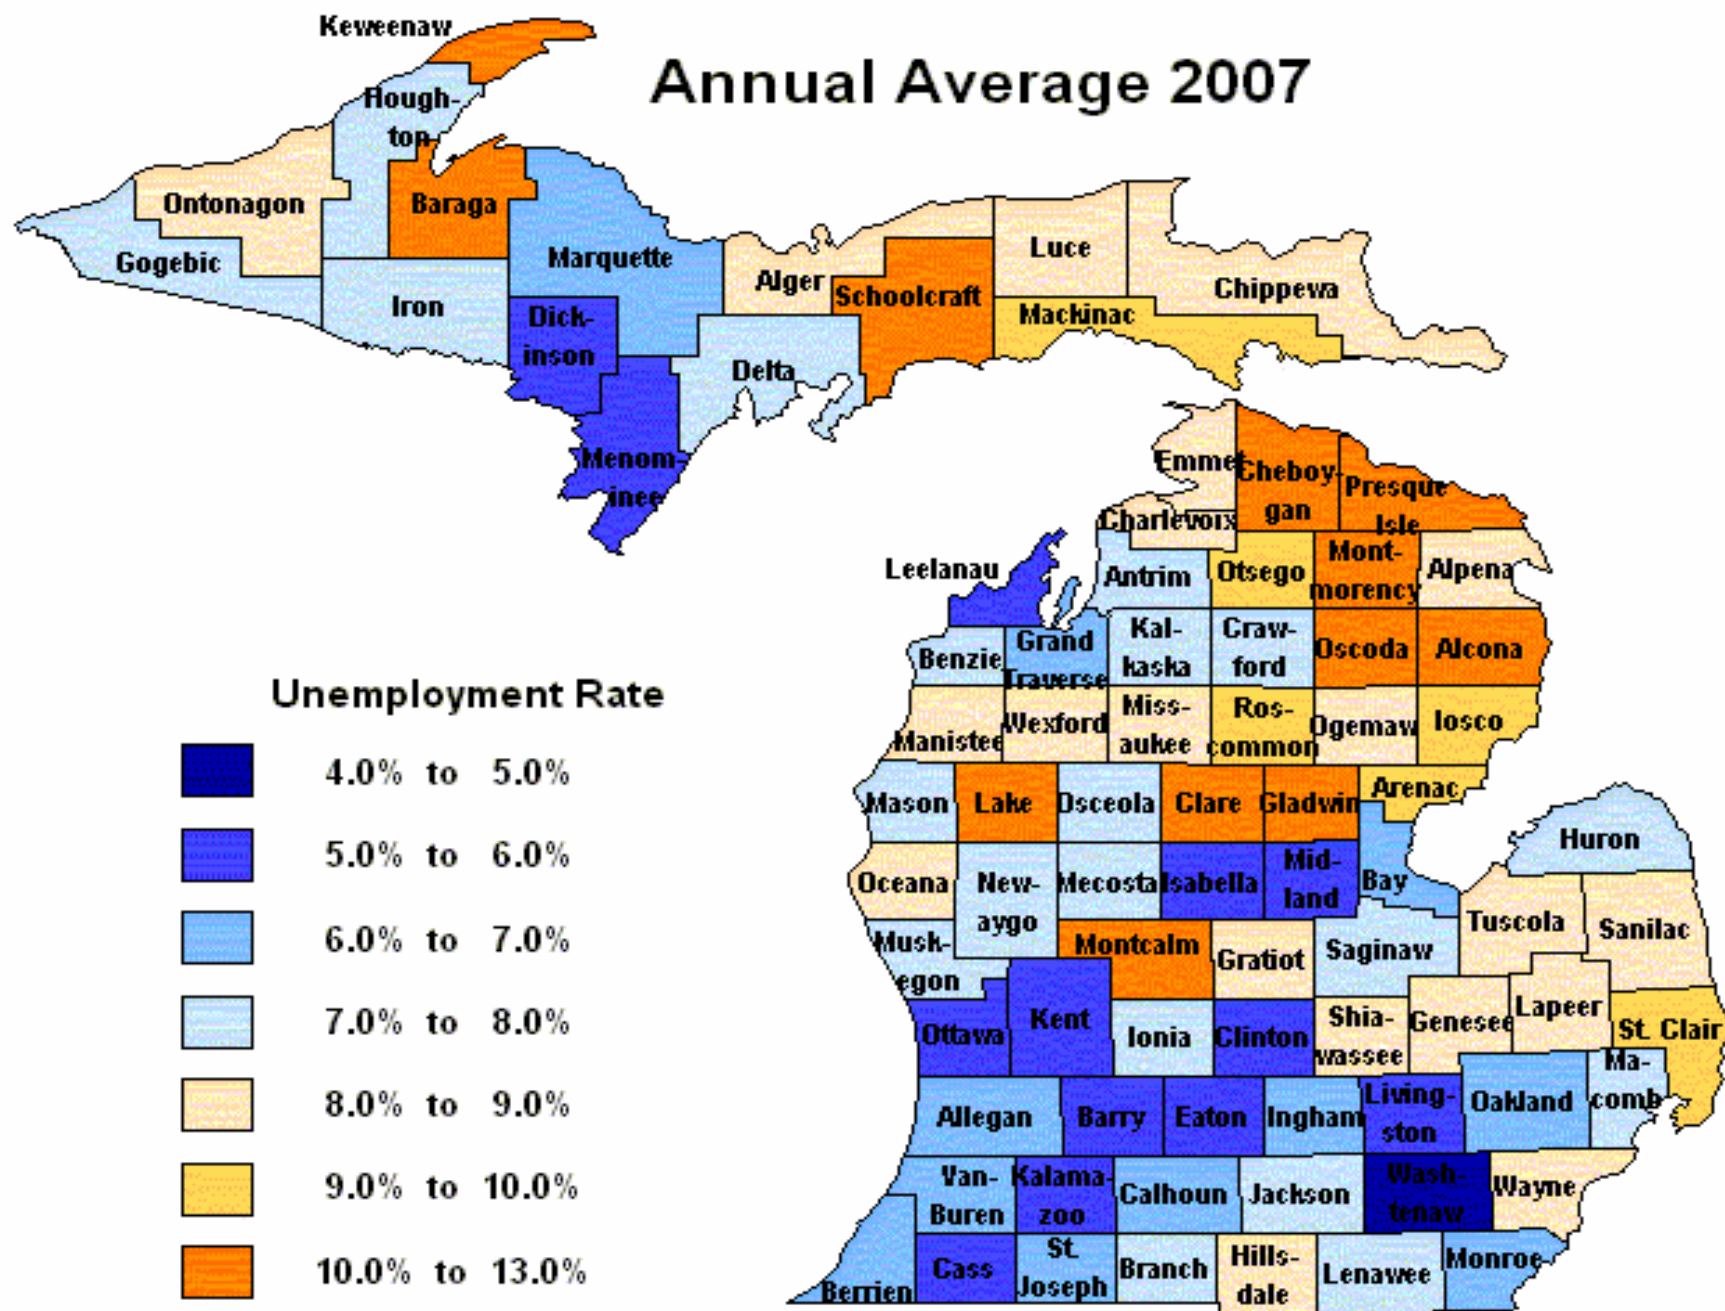 Keweenaw
Annual Average 2007
Hough-
ton
Ontonagon
Baraga
Gogebic
Iron
Marquette
Dick-
inson
Menom-
inee
Delta
Alger
Schoolcraft
Luce
Mackinac
Chippewa
Emmet
Cheboy-
gan
Presque
Isle
Charlevoix
Leelanau
Antrim
Otsego
Mont-
morency
Alpena
Benzie
Grand
Traverse
Kal-
kaska
Craw-
ford
Oscoda
Alcona
Manistee
Wexford
Miss-
aukee
Ros-
common
Ogemaw
Iosco
Mason
Lake
Osceola
Clare
Gladwin
Arenac
Huron
Oceana
New-
aygo
Mecosta
Isabella
Mid-
land
Bay
Tuscola
Sanilac
Musk-
egon
Montcalm
Gratiot
Saginaw
Ottawa
Kent
Ionia
Clinton
Shia-
wassee
Genesee
Lapeer
St. Clair
Allegan
Barry
Eaton
Ingham
Living-
ston
Oakland
Ma-
comb
Van-
Buren
Kalama-
zoo
Calhoun
Jackson
Wash-
tenaw
Wayne
Berrien
Cass
St.
Joseph
Branch
Hills-
dale
Lenawee
Monroe
Unemployment Rate
4.0% to 5.0%
5.0% to 6.0%
6.0% to 7.0%
7.0% to 8.0%
8.0% to 9.0%
9.0% to 10.0%
10.0% to 13.0%